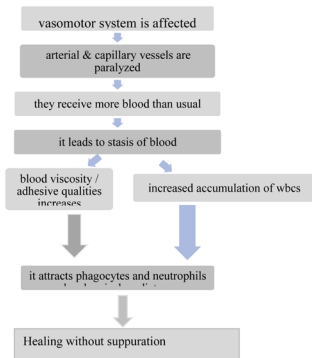 vasomotor system is affected
arterial & capillary vessels are
paralyzed
they receive more blood than usual
it leads to stasis of blood
blood viscosity /
adhesive qualities
increases
increased accumulation of wbcs
it attracts phagocytes and neutrophils
Healing without suppuration